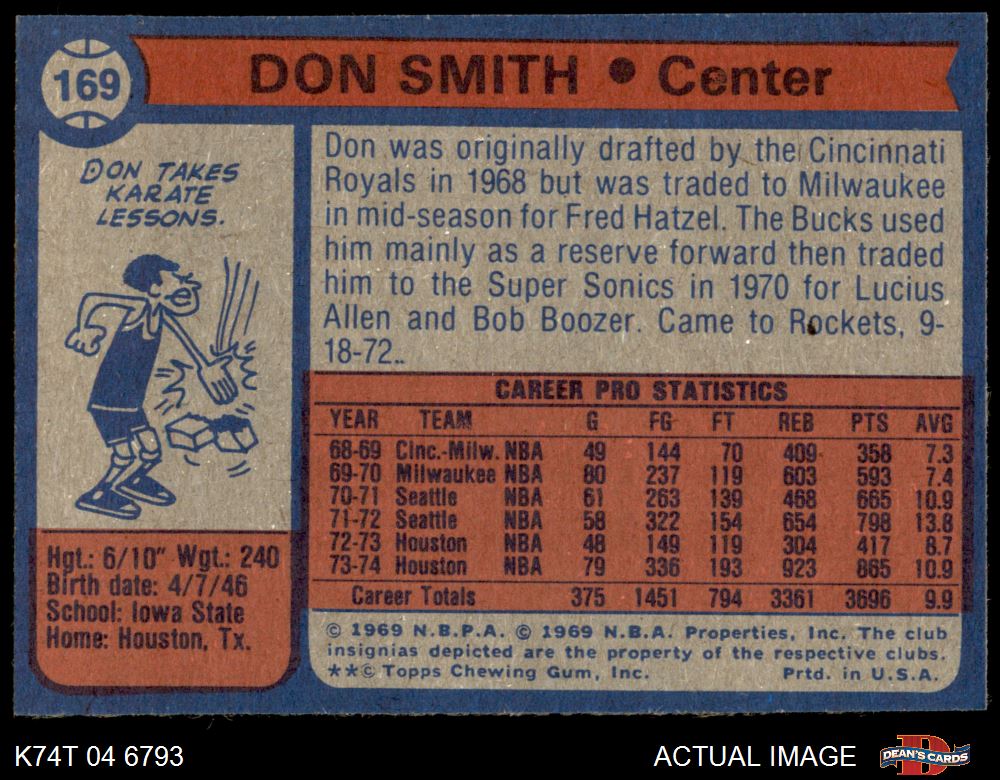 169
DON SMITH • Center
DON TAKES
KARATE
LESSONS.
Don was originally drafted by the Cincinnati
Royals in 1968 but was traded to Milwaukee
in mid-season for Fred Hatzel. The Bucks used
him mainly as a reserve forward then traded
him to the Super Sonics in 1970 for Lucius
Allen and Bob Boozer. Came to Rockets, 9-
18-72..
Hgt.: 6/10" Wgt.: 240
Birth date: 4/7/46
School: Iowa State
Home: Houston, Tx.
CAREER PRO STATISTICS
YEAR TEAM G FG FT REB PTS AVG
68-69 Cinc.-Milw. NBA 49 144 70 409 358 7.3
69-70 Milwaukee NBA 80 237 119 603 593 7.4
70-71 Seattle NBA 61 263 139 468 665 10.9
71-72 Seattle NBA 58 322 154 654 798 13.8
72-73 Houston NBA 48 149 119 304 417 8.7
73-74 Houston NBA 79 336 193 923 865 10.9
Career Totals 375 1451 794 3361 3696 9.9
© 1969 N.B.P.A. © 1969 N.B.A. Properties, Inc. The club
insignias depicted are the property of the respective clubs.
**© Topps Chewing Gum, Inc. Prtd. in U.S.A.
K74T 04 6793 ACTUAL IMAGE
D
DEAN'S CARDS